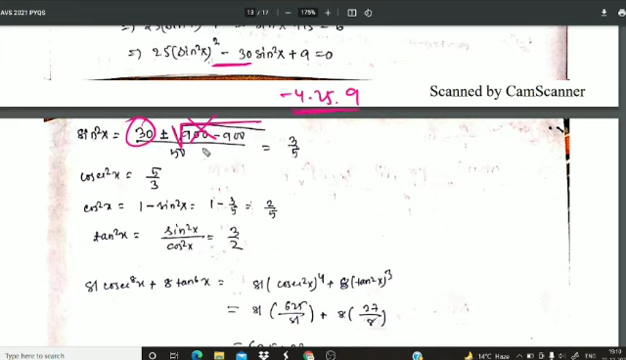 AVS 2021 PYQS
13 / 17
175%
⇒ 25(sin²x)² - 30 sin²x + 9 = 0
-4.25.9
Scanned by CamScanner
sin²x = 30 ± √900 - 900 / 50 = 3/5
cosec²x = 5/3
cos²x = 1 - sin²x = 1 - 3/5 = 2/5
tan²x = sin²x/cos²x = 3/2
81 cosec⁸x + 8 tan⁶x = 81(cosec²x)⁴ + 8(tan²x)³
= 81(625/81) + 8(27/8)
Type here to search
14°C Haze
19:10